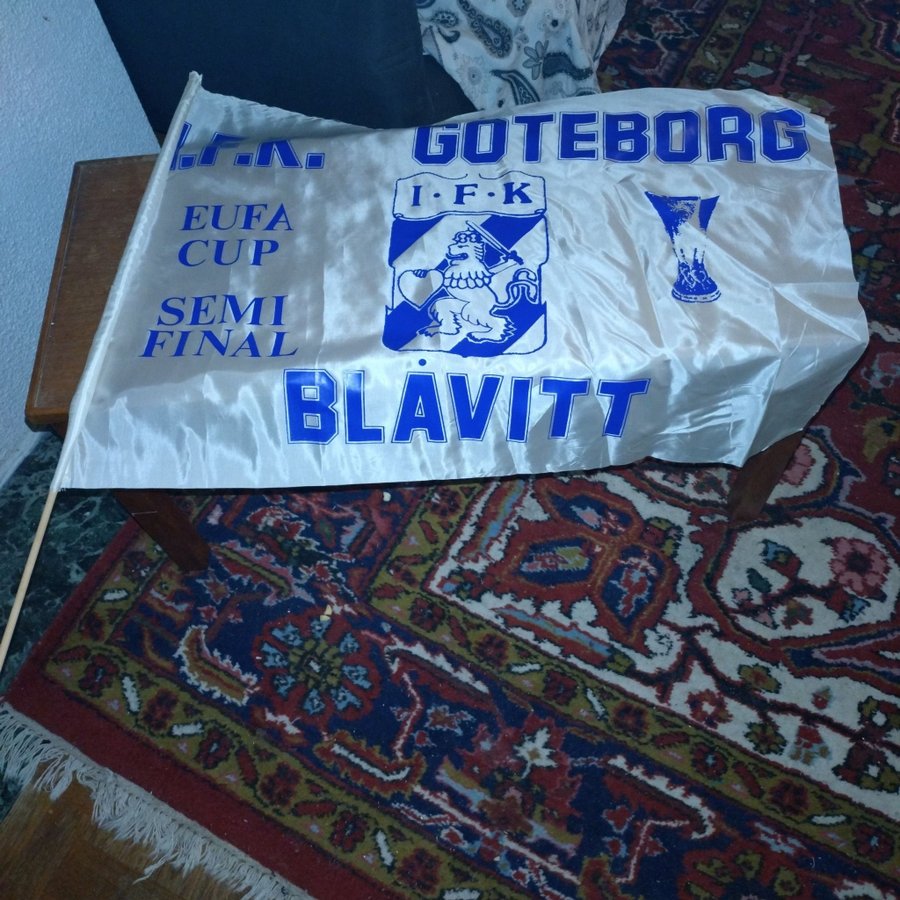 I.F.K. GOTEBORG
EUFA
CUP
SEMI
FINAL
I·F·K
BLÅVITT